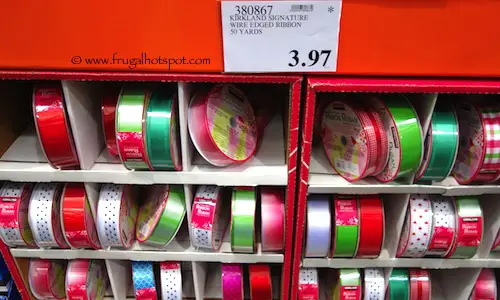 380867 *
KIRKLAND SIGNATURE
WIRE EDGED RIBBON
50 YARDS
3.97
© www.frugalhotspot.com